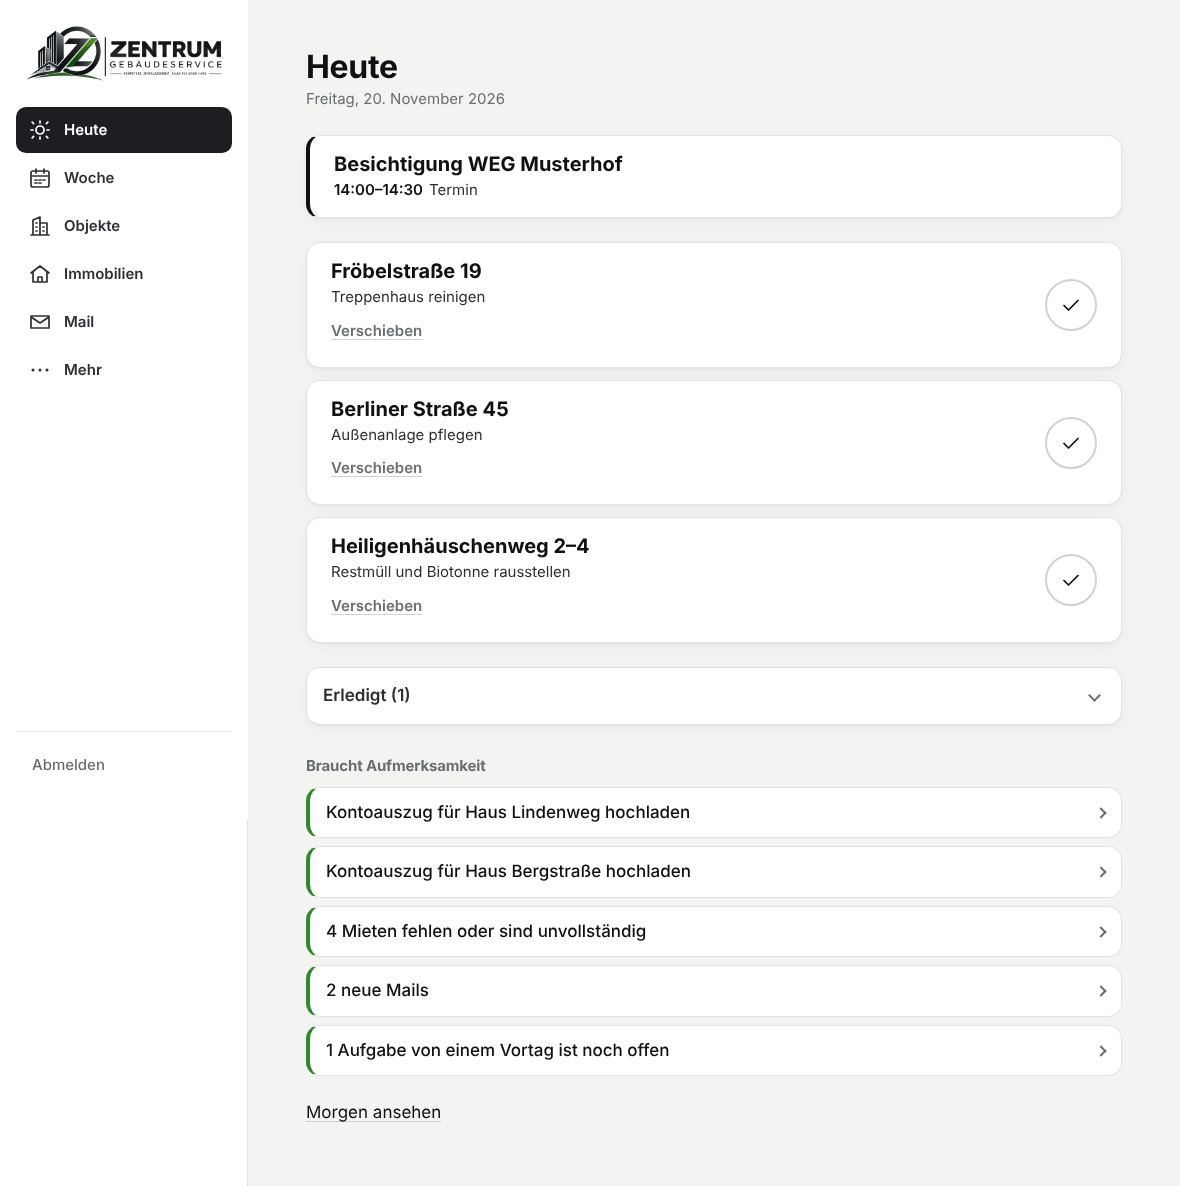 ZENTRUM
GEBÄUDESERVICE
Heute
Woche
Objekte
Immobilien
Mail
Mehr
Abmelden
Heute
Freitag, 20. November 2026
Besichtigung WEG Musterhof
14:00–14:30 Termin
Fröbelstraße 19
Treppenhaus reinigen
Verschieben
Berliner Straße 45
Außenanlage pflegen
Verschieben
Heiligenhäuschenweg 2–4
Restmüll und Biotonne rausstellen
Verschieben
Erledigt (1)
Braucht Aufmerksamkeit
Kontoauszug für Haus Lindenweg hochladen
Kontoauszug für Haus Bergstraße hochladen
4 Mieten fehlen oder sind unvollständig
2 neue Mails
1 Aufgabe von einem Vortag ist noch offen
Morgen ansehen